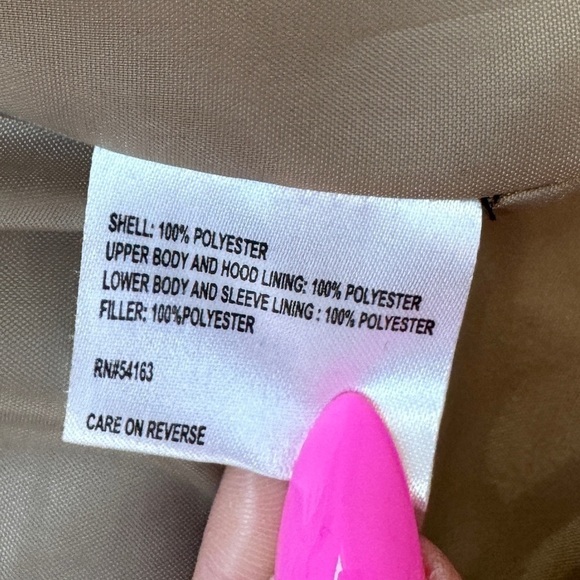 SHELL: 100% POLYESTER
UPPER BODY AND HOOD LINING: 100% POLYESTER
LOWER BODY AND SLEEVE LINING : 100% POLYESTER
FILLER: 100%POLYESTER
RN#54163
CARE ON REVERSE